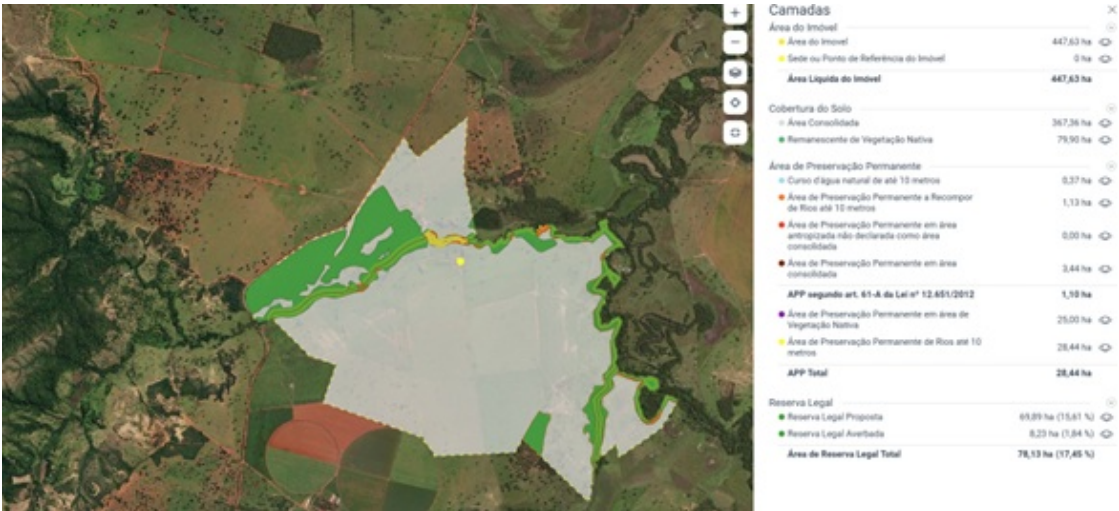 Camadas
Área do Imóvel
Área do Imovel 447,63 ha
Sede ou Ponto de Referência do Imóvel 0 ha
Área Líquida do Imóvel 447,63 ha
Cobertura do Solo
Área Consolidada 367,36 ha
Remanescente de Vegetação Nativa 79,90 ha
Área de Preservação Permanente
Curso d'água natural de até 10 metros 0,37 ha
Área de Preservação Permanente a Recompor
de Rios até 10 metros 1,13 ha
Área de Preservação Permanente em área
antropizada não declarada como área
consolidada 0,00 ha
Área de Preservação Permanente em área
consolidada 3,44 ha
APP segundo art. 61-A da Lei nº 12.651/2012 1,10 ha
Área de Preservação Permanente em área de
Vegetação Nativa 25,00 ha
Área de Preservação Permanente de Rios até 10
metros 28,44 ha
APP Total 28,44 ha
Reserva Legal
Reserva Legal Proposta 69,89 ha (15,61 %)
Reserva Legal Averbada 8,23 ha (1,84 %)
Área de Reserva Legal Total 78,13 ha (17,45 %)